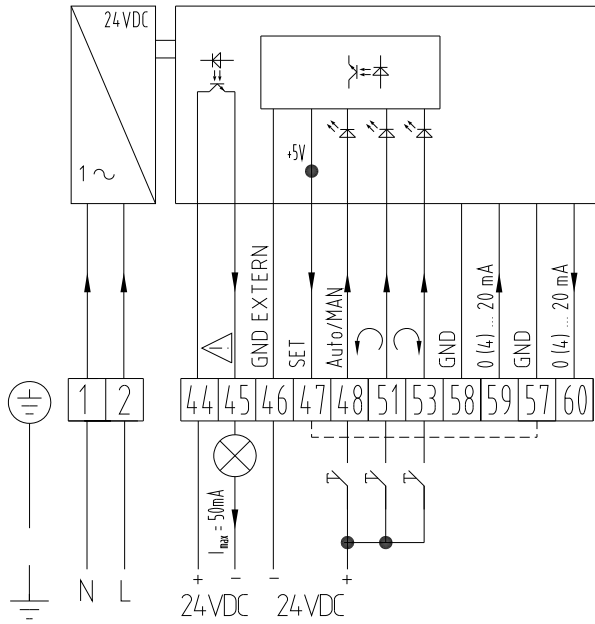 24VDC
1 ~
+5V
GND EXTERN
SET
Auto/MAN
GND
0 (4) ... 20 mA
GND
0 (4) ... 20 mA
!
1 2 44 45 46 47 48 51 53 58 59 57 60
Imax = 50mA
N L + - - +
24VDC 24VDC